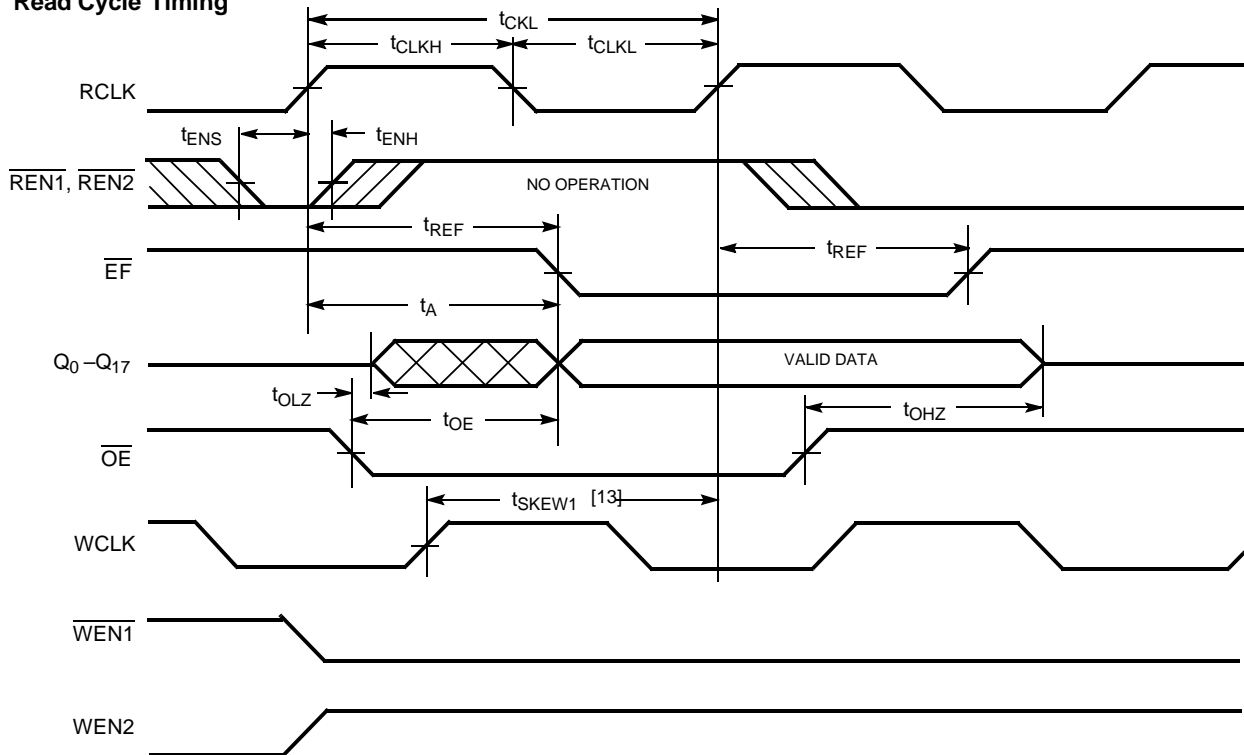 Read Cycle Timing
tCKL
tCLKH
tCLKL
RCLK
tENS
tENH
REN1, REN2
NO OPERATION
tREF
tREF
EF
tA
Q0–Q17
VALID DATA
tOLZ
tOE
tOHZ
OE
tSKEW1 [13]
WCLK
WEN1
WEN2